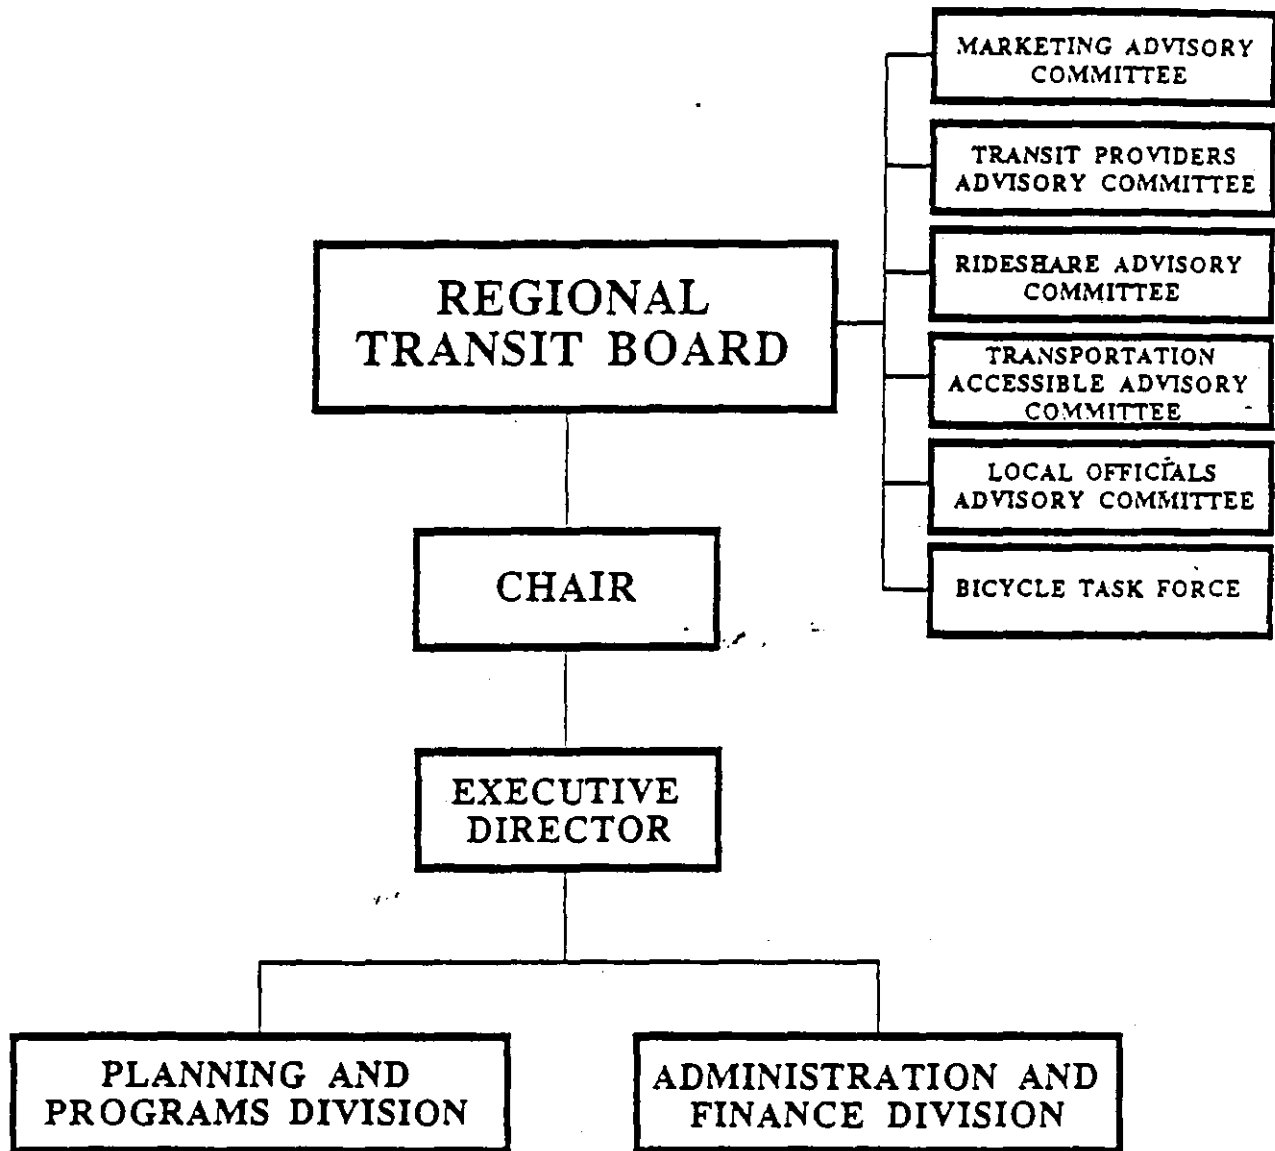 MARKETING ADVISORY
COMMITTEE
TRANSIT PROVIDERS
ADVISORY COMMITTEE
RIDESHARE ADVISORY
COMMITTEE
TRANSPORTATION
ACCESSIBLE ADVISORY
COMMITTEE
LOCAL OFFICIALS
ADVISORY COMMITTEE
BICYCLE TASK FORCE
REGIONAL
TRANSIT BOARD
CHAIR
EXECUTIVE
DIRECTOR
PLANNING AND
PROGRAMS DIVISION
ADMINISTRATION AND
FINANCE DIVISION